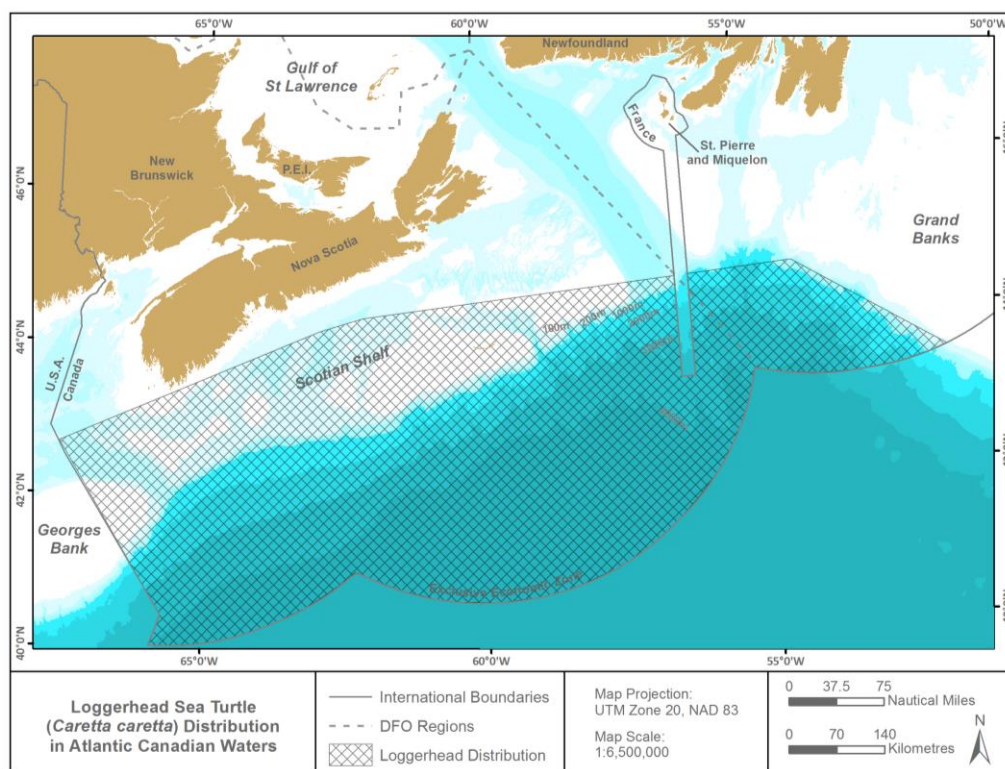 65°0'W
60°0'W
55°0'W
50°0'W
Newfoundland
Gulf of
St Lawrence
France
St. Pierre
and Miquelon
New
Brunswick
P.E.I.
46°0'N
Nova Scotia
Grand
Banks
44°0'N
U.S.A.
Canada
Scotian Shelf
100m
200m
1000m
42°0'N
Georges
Bank
Exclusive Economic Zone
40°0'N
65°0'W
60°0'W
55°0'W
Loggerhead Sea Turtle
(Caretta caretta) Distribution
in Atlantic Canadian Waters
International Boundaries
DFO Regions
Loggerhead Distribution
Map Projection:
UTM Zone 20, NAD 83
Map Scale:
1:6,500,000
0 37.5 75
Nautical Miles
0 70 140
Kilometres
N